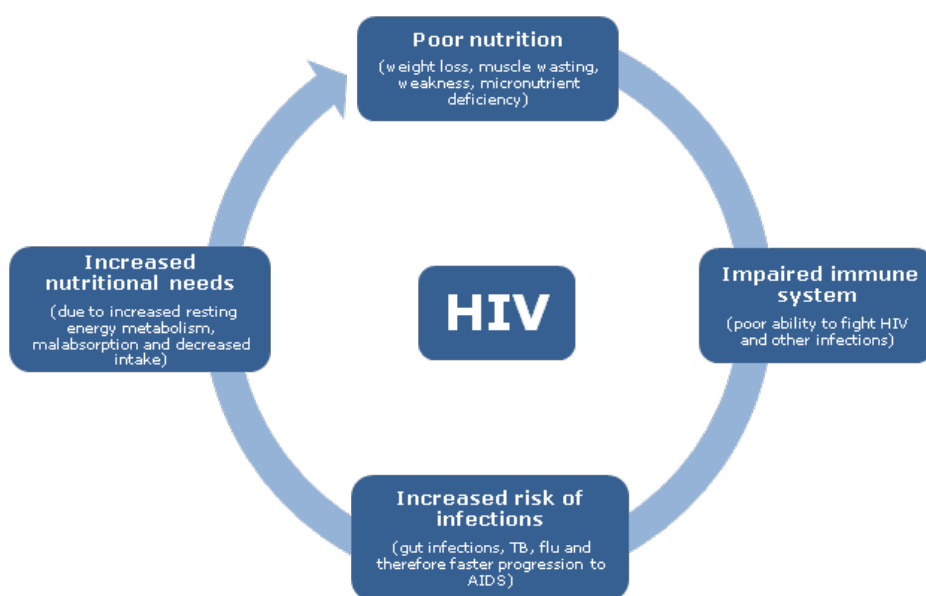 Poor nutrition
(weight loss, muscle wasting,
weakness, micronutrient
deficiency)
Increased
nutritional needs
(due to increased resting
energy metabolism,
malabsorption and decreased
intake)
HIV
Impaired immune
system
(poor ability to fight HIV
and other infections)
Increased risk of
infections
(gut infections, TB, flu and
therefore faster progression to
AIDS)